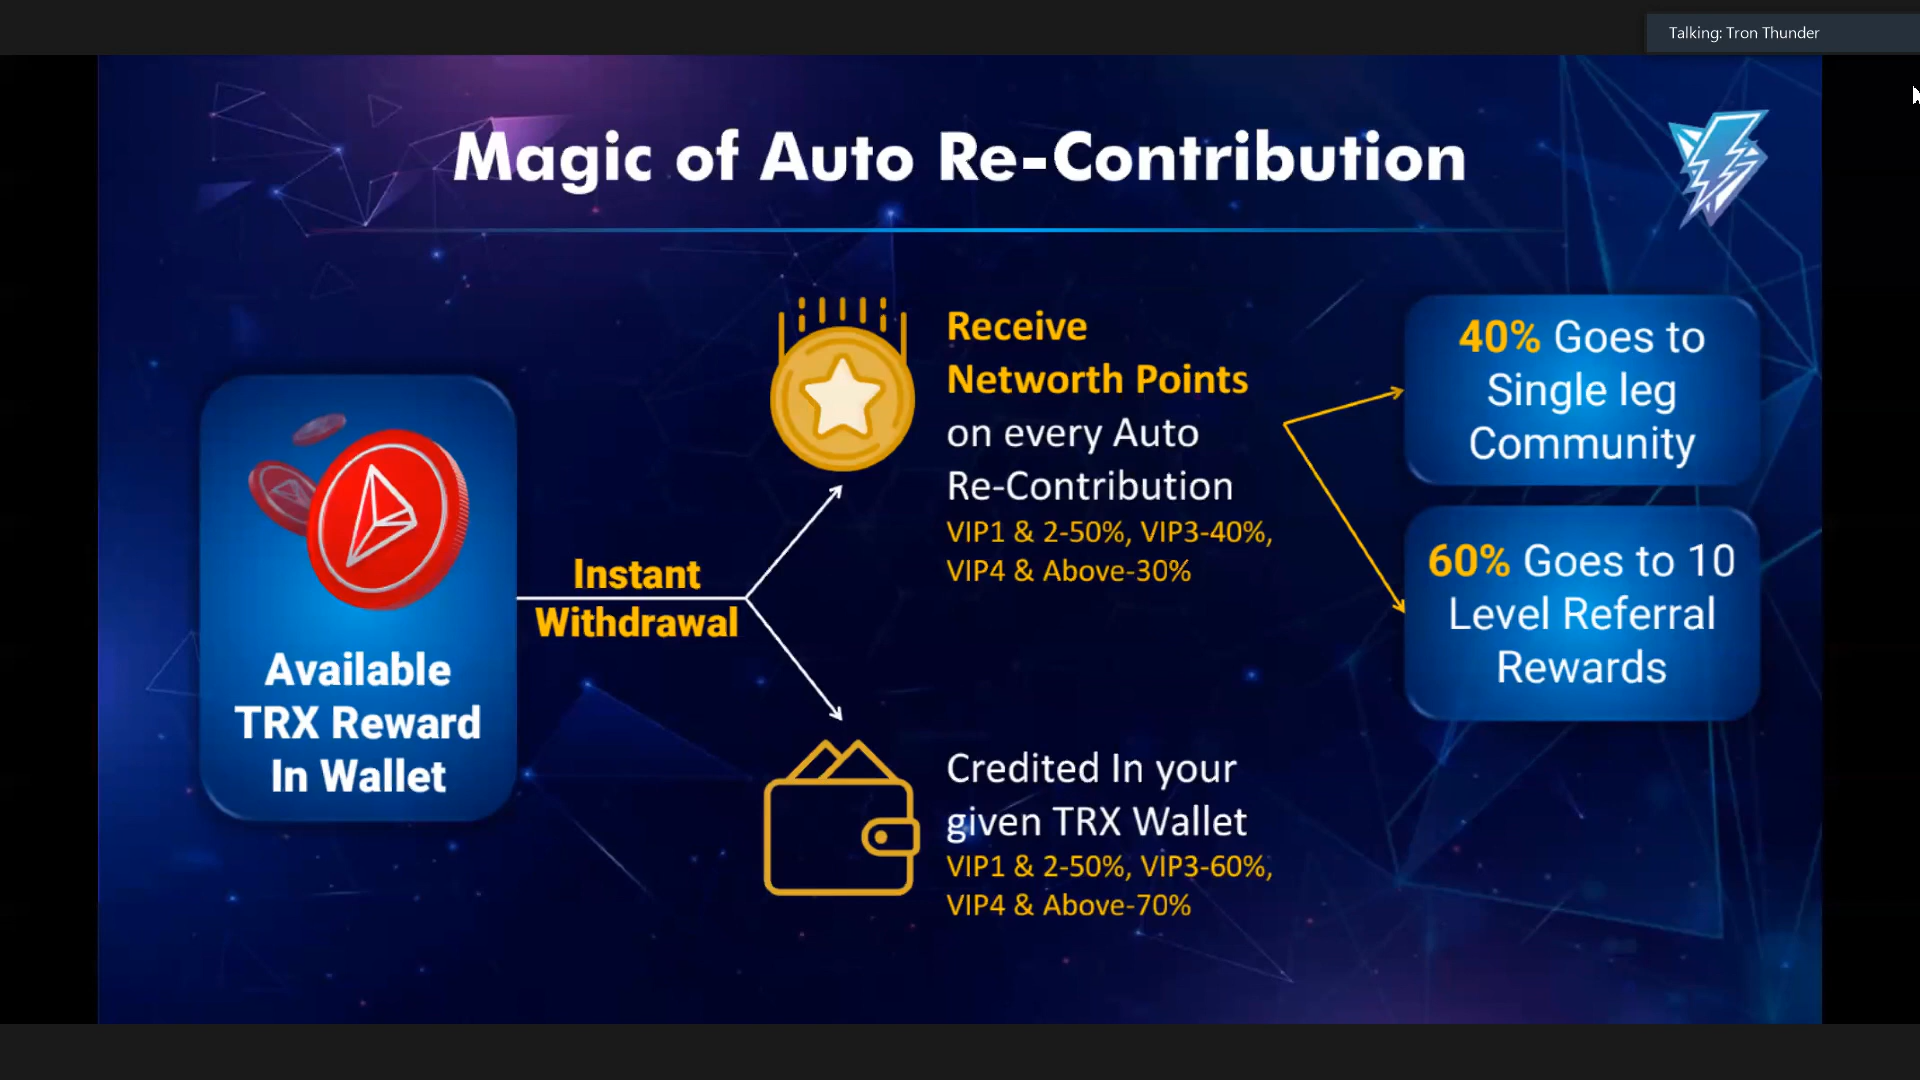 Talking: Tron Thunder
Magic of Auto Re-Contribution
Available
TRX Reward
In Wallet
Instant
Withdrawal
Receive
Networth Points
on every Auto
Re-Contribution
VIP1 & 2-50%, VIP3-40%,
VIP4 & Above-30%
40% Goes to
Single leg
Community
60% Goes to 10
Level Referral
Rewards
Credited In your
given TRX Wallet
VIP1 & 2-50%, VIP3-60%,
VIP4 & Above-70%